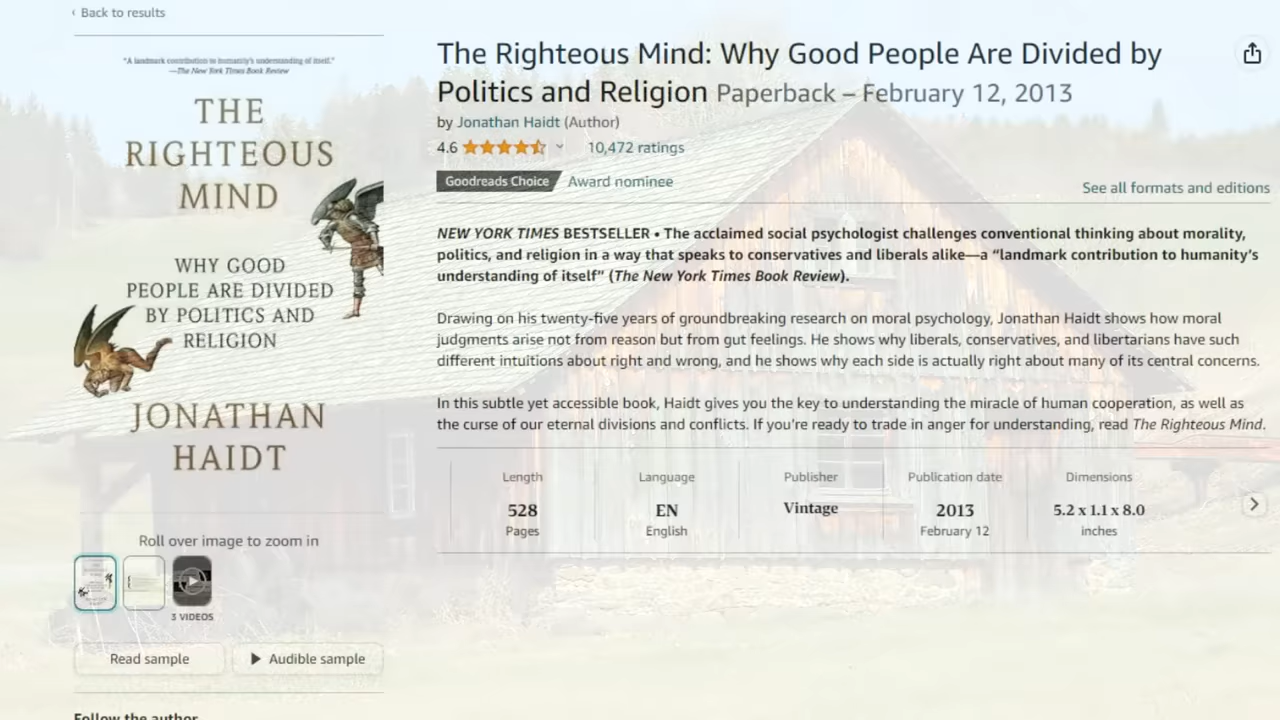 ‹ Back to results
"A landmark contribution to humanity's understanding of itself."
—The New York Times Book Review
THE
RIGHTEOUS
MIND
WHY GOOD
PEOPLE ARE DIVIDED
BY POLITICS AND
RELIGION
JONATHAN
HAIDT
Roll over image to zoom in
3 VIDEOS
Read sample
Audible sample
Follow the author
The Righteous Mind: Why Good People Are Divided by
Politics and Religion Paperback – February 12, 2013
by Jonathan Haidt (Author)
4.6 10,472 ratings
Goodreads Choice Award nominee
See all formats and editions
NEW YORK TIMES BESTSELLER • The acclaimed social psychologist challenges conventional thinking about morality,
politics, and religion in a way that speaks to conservatives and liberals alike—a “landmark contribution to humanity’s
understanding of itself” (The New York Times Book Review).
Drawing on his twenty-five years of groundbreaking research on moral psychology, Jonathan Haidt shows how moral
judgments arise not from reason but from gut feelings. He shows why liberals, conservatives, and libertarians have such
different intuitions about right and wrong, and he shows why each side is actually right about many of its central concerns.
In this subtle yet accessible book, Haidt gives you the key to understanding the miracle of human cooperation, as well as
the curse of our eternal divisions and conflicts. If you’re ready to trade in anger for understanding, read The Righteous Mind.
Length
528
Pages
Language
EN
English
Publisher
Vintage
Publication date
2013
February 12
Dimensions
5.2 x 1.1 x 8.0
inches